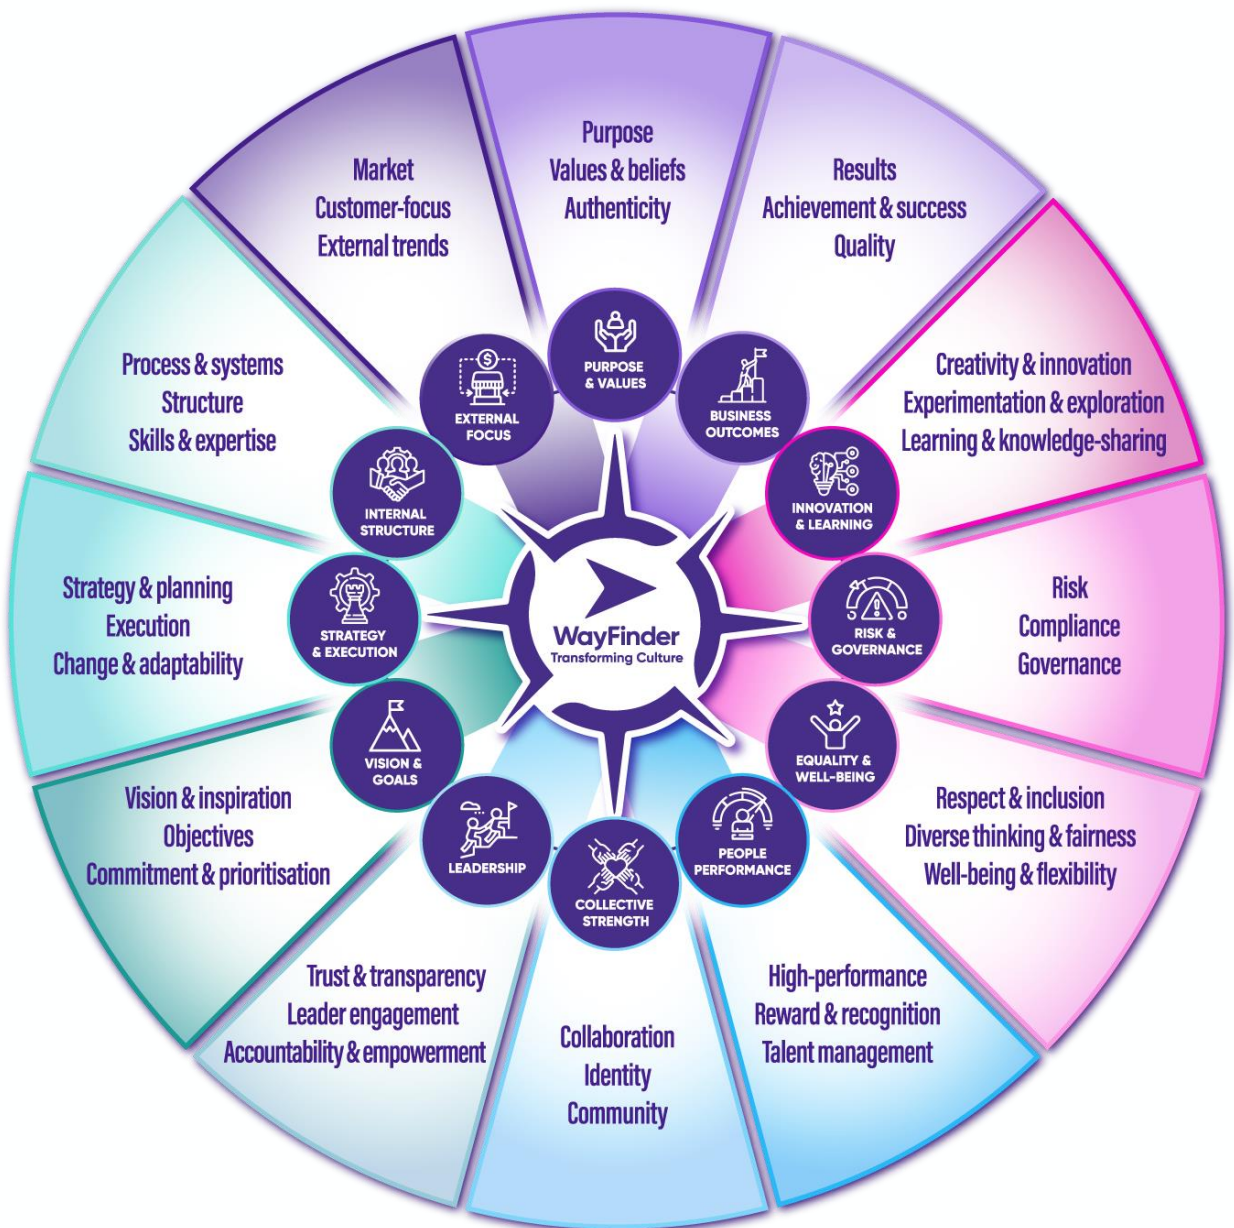 Purpose
Values & beliefs
Authenticity
PURPOSE
& VALUES
Results
Achievement & success
Quality
BUSINESS
OUTCOMES
Creativity & innovation
Experimentation & exploration
Learning & knowledge-sharing
INNOVATION
& LEARNING
Risk
Compliance
Governance
RISK &
GOVERNANCE
Respect & inclusion
Diverse thinking & fairness
Well-being & flexibility
EQUALITY &
WELL-BEING
High-performance
Reward & recognition
Talent management
PEOPLE
PERFORMANCE
Collaboration
Identity
Community
COLLECTIVE
STRENGTH
Trust & transparency
Leader engagement
Accountability & empowerment
LEADERSHIP
Vision & inspiration
Objectives
Commitment & prioritisation
VISION &
GOALS
Strategy & planning
Execution
Change & adaptability
STRATEGY
& EXECUTION
Process & systems
Structure
Skills & expertise
INTERNAL
STRUCTURE
Market
Customer-focus
External trends
$
EXTERNAL
FOCUS
WayFinder
Transforming Culture